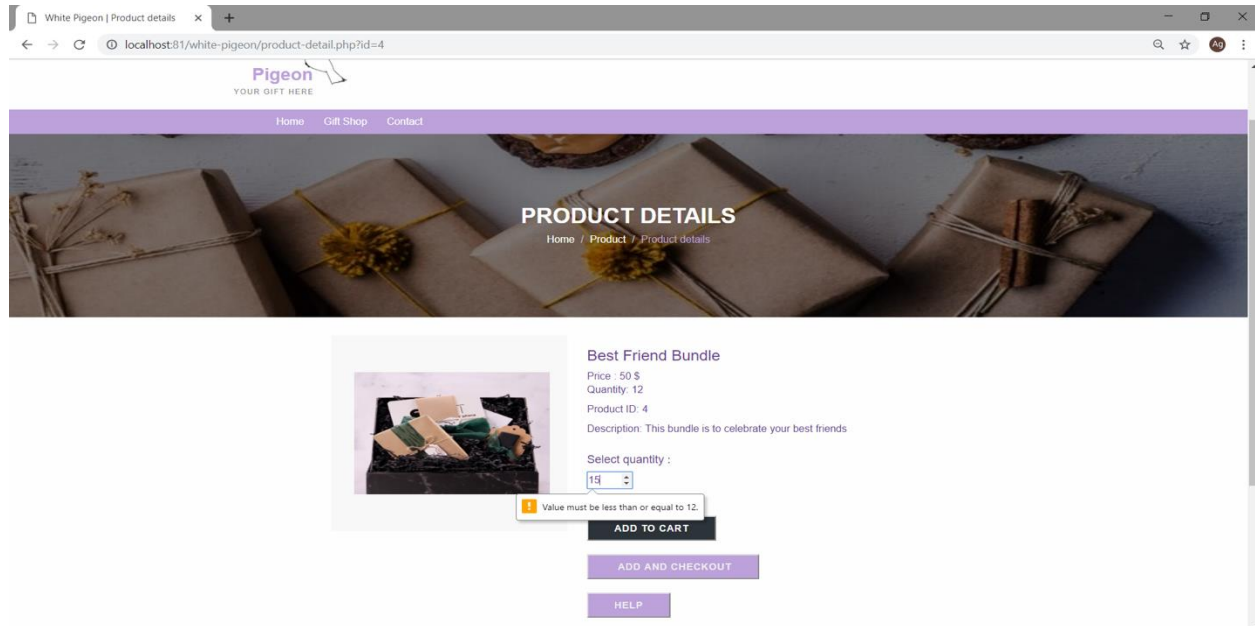 White Pigeon | Product details
localhost:81/white-pigeon/product-detail.php?id=4
Ag
Pigeon
YOUR GIFT HERE
Home Gift Shop Contact
PRODUCT DETAILS
Home / Product / Product details
Best Friend Bundle
Price : 50 $
Quantity: 12
Product ID: 4
Description: This bundle is to celebrate your best friends
Select quantity :
15
! Value must be less than or equal to 12.
ADD TO CART
ADD AND CHECKOUT
HELP